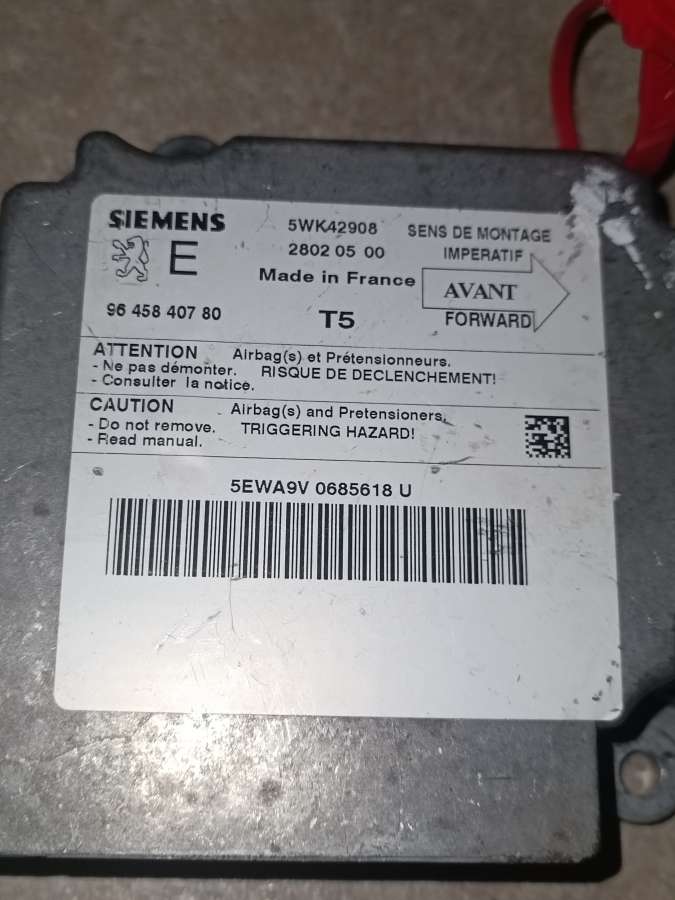 SIEMENS 5WK42908 SENS DE MONTAGE
E 2802 05 00 IMPERATIF
Made in France AVANT
96 458 407 80 T5 FORWARD
ATTENTION Airbag(s) et Prétensionneurs.
- Ne pas démonter. RISQUE DE DECLENCHEMENT!
- Consulter la notice.
CAUTION Airbag(s) and Pretensioners.
- Do not remove. TRIGGERING HAZARD!
- Read manual.
5EWA9V 0685618 U